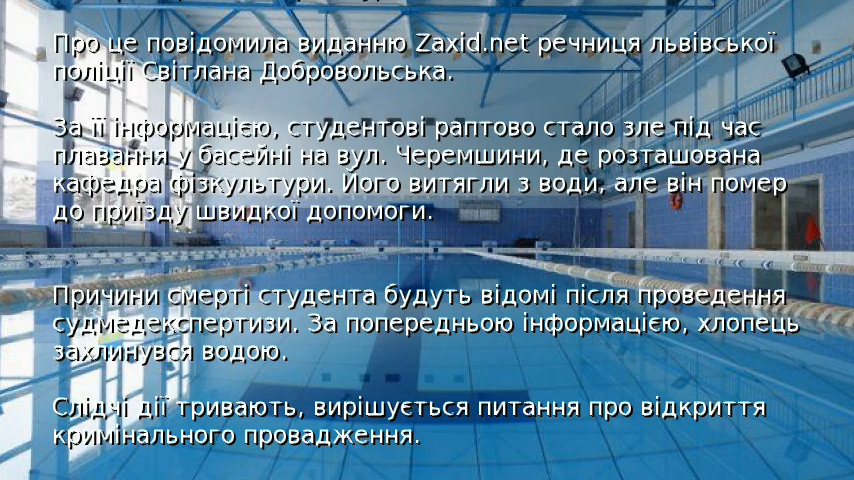 Про це повідомила виданню Zaxid.net речниця львівської
поліції Світлана Добровольська.
За її інформацією, студентові раптово стало зле під час
плавання у басейні на вул. Черемшини, де розташована
кафедра фізкультури. Його витягли з води, але він помер
до приїзду швидкої допомоги.
Причини смерті студента будуть відомі після проведення
судмедекспертизи. За попередньою інформацією, хлопець
захлинувся водою.
Слідчі дії тривають, вирішується питання про відкриття
кримінального провадження.